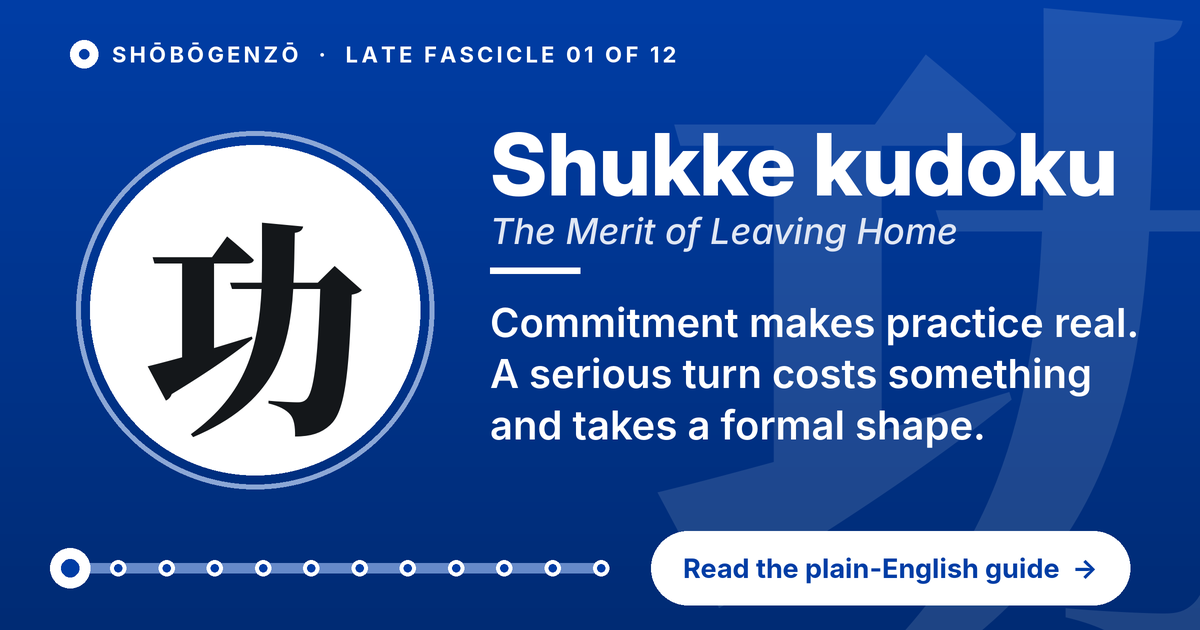 SHŌBŌGENZŌ · LATE FASCICLE 01 OF 12
功
Shukke kudoku
The Merit of Leaving Home
Commitment makes practice real.
A serious turn costs something
and takes a formal shape.
Read the plain-English guide →